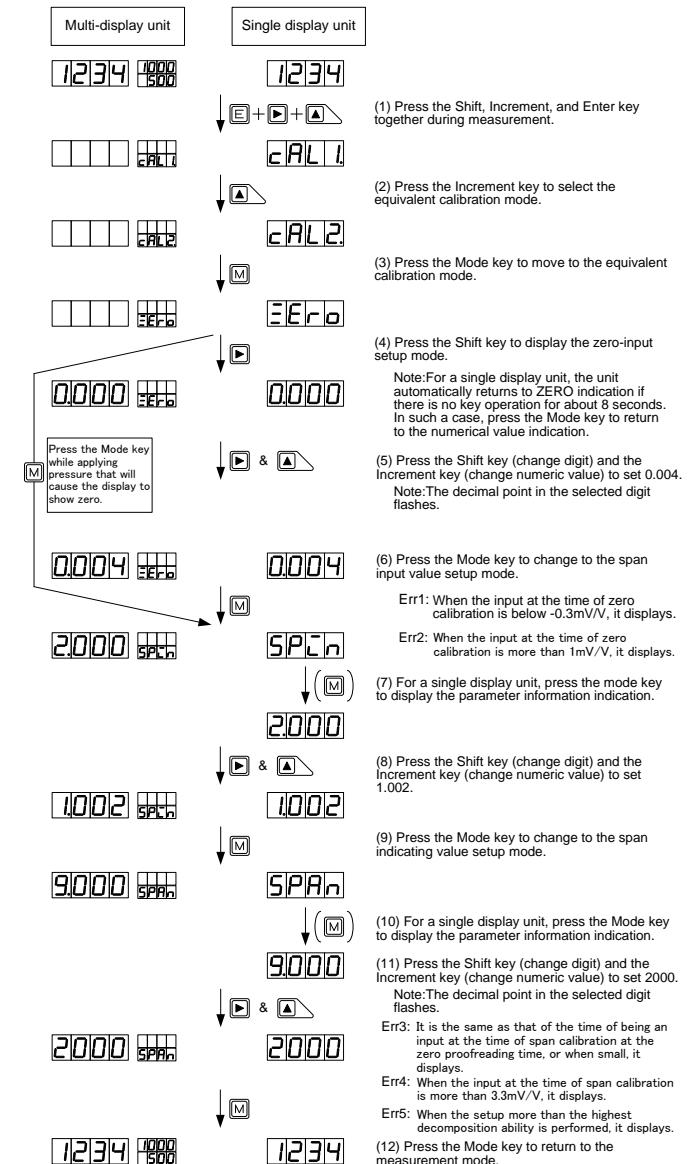 Multi-display unit Single display unit
1234 1000 500 1234
E + ▶ + ▲
(1) Press the Shift, Increment, and Enter key
together during measurement.
cAL1. cAL1.
▲
(2) Press the Increment key to select the
equivalent calibration mode.
cAL2. cAL2.
M
(3) Press the Mode key to move to the equivalent
calibration mode.
ZEro ZEro
▶
(4) Press the Shift key to display the zero-input
setup mode.
0.000 ZEro 0.000
Note:For a single display unit, the unit
automatically returns to ZERO indication if
there is no key operation for about 8 seconds.
In such a case, press the Mode key to return
to the numerical value indication.
M
Press the Mode key
while applying
pressure that will
cause the display to
show zero.
▶ & ▲
(5) Press the Shift key (change digit) and the
Increment key (change numeric value) to set 0.004.
Note:The decimal point in the selected digit
flashes.
0.004 ZEro 0.004
(6) Press the Mode key to change to the span
input value setup mode.
M
Err1: When the input at the time of zero
calibration is below -0.3mV/V, it displays.
Err2: When the input at the time of zero
calibration is more than 1mV/V, it displays.
2.000 SPin SPin
(M)
(7) For a single display unit, press the mode key
to display the parameter information indication.
2.000
▶ & ▲
(8) Press the Shift key (change digit) and the
Increment key (change numeric value) to set
1.002.
1.002 SPin 1.002
M
(9) Press the Mode key to change to the span
indicating value setup mode.
9.000 SPAn SPAn
(M)
(10) For a single display unit, press the Mode key
to display the parameter information indication.
9.000
(11) Press the Shift key (change digit) and the
Increment key (change numeric value) to set 2000.
Note:The decimal point in the selected digit
flashes.
▶ & ▲
Err3: It is the same as that of the time of being an
input at the time of span calibration at the
zero proofreading time, or when small, it
displays.
2000 SPAn 2000
Err4: When the input at the time of span calibration
is more than 3.3mV/V, it displays.
M
Err5: When the setup more than the highest
decomposition ability is performed, it displays.
1234 1000 1500 1234
(12) Press the Mode key to return to the
measurement mode.